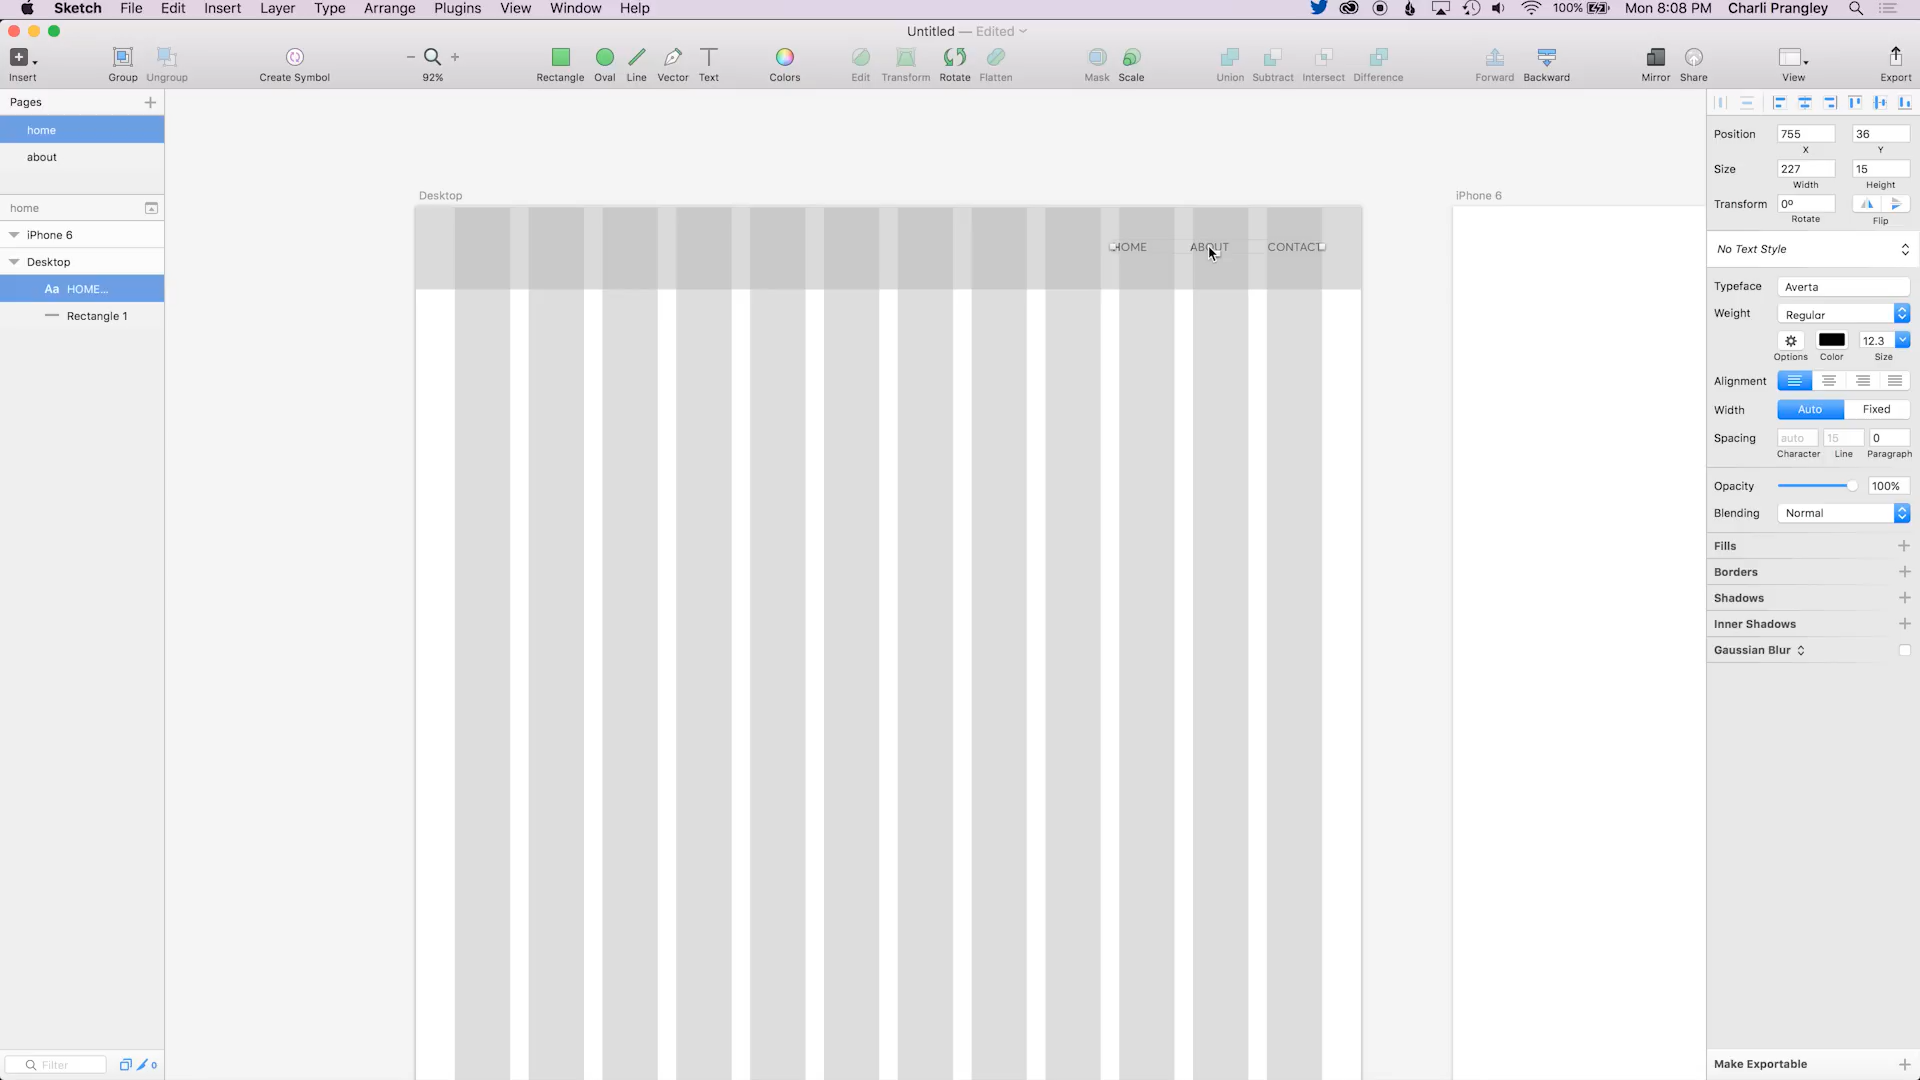 Sketch File Edit Insert Layer Type Arrange Plugins View Window Help 100% Mon 8:08 PM Charli Prangley
Untitled — Edited
Insert Group Ungroup Create Symbol 92% Rectangle Oval Line Vector Text Colors Edit Transform Rotate Flatten Mask Scale Union Subtract Intersect Difference Forward Backward Mirror Share View Export
Pages
home
about
home
iPhone 6
Desktop
Aa HOME...
Rectangle 1
Filter
0
Desktop
iPhone 6
HOME ABOUT CONTACT
Position 755 36
X Y
Size 227 15
Width Height
Transform 0º
Rotate Flip
No Text Style
Typeface Averta
Weight Regular
12.3
Options Color Size
Alignment
Width Auto Fixed
Spacing auto 15 0
Character Line Paragraph
Opacity 100%
Blending Normal
Fills
Borders
Shadows
Inner Shadows
Gaussian Blur
Make Exportable